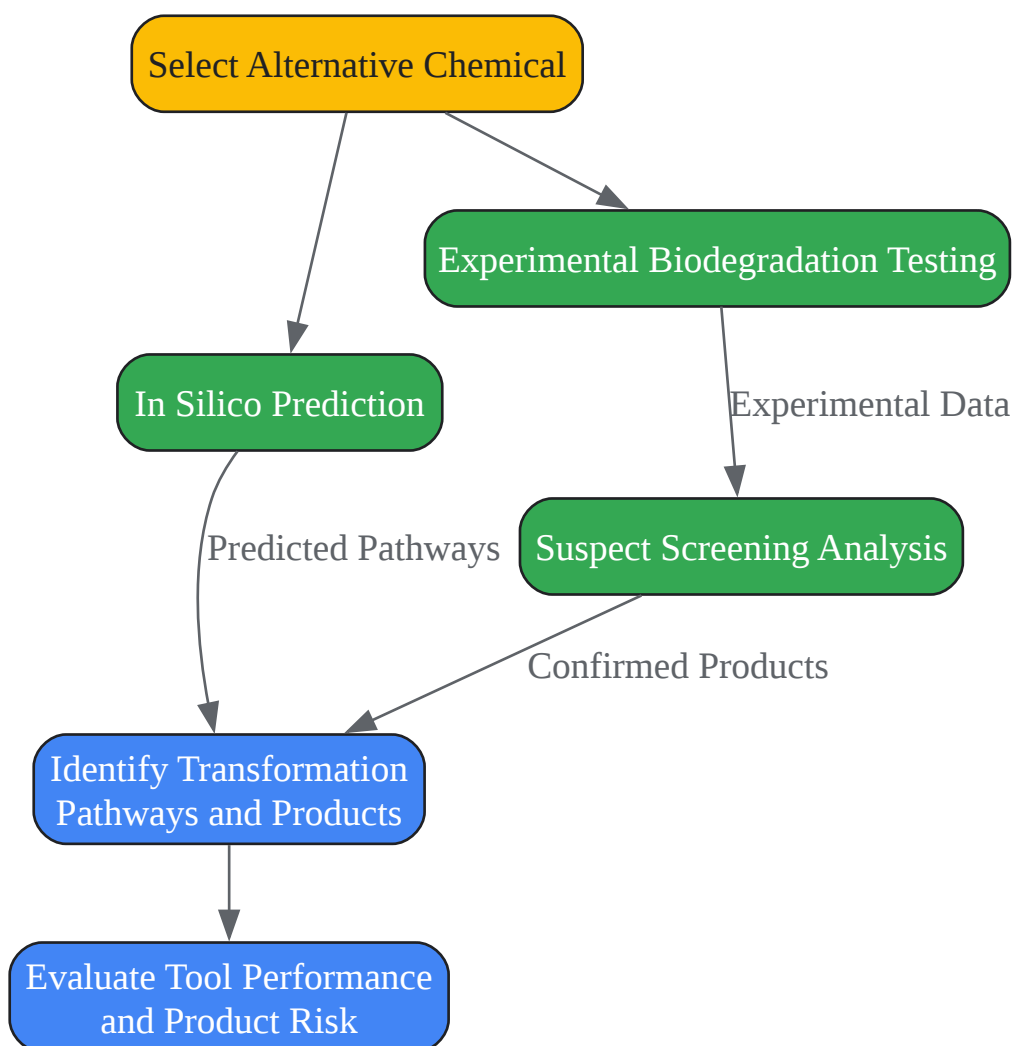 Select Alternative Chemical
Experimental Biodegradation Testing
In Silico Prediction
Experimental Data
Predicted Pathways
Suspect Screening Analysis
Confirmed Products
Identify Transformation
Pathways and Products
Evaluate Tool Performance
and Product Risk